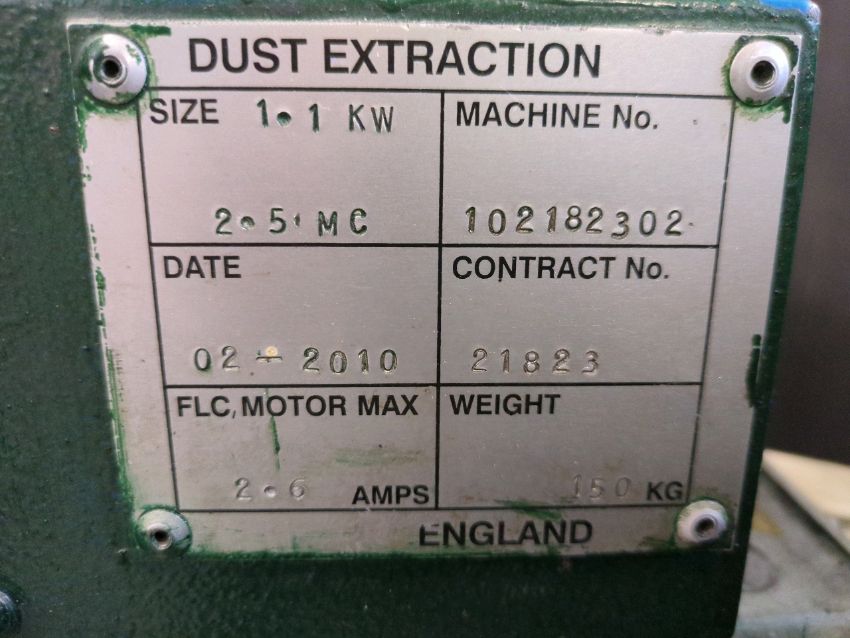 DUST EXTRACTION
SIZE 1.1 KW
2.5 MC
MACHINE No.
102182302
DATE
02-2010
CONTRACT No.
21823
FLC, MOTOR MAX
2.6 AMPS
WEIGHT
150 KG
ENGLAND